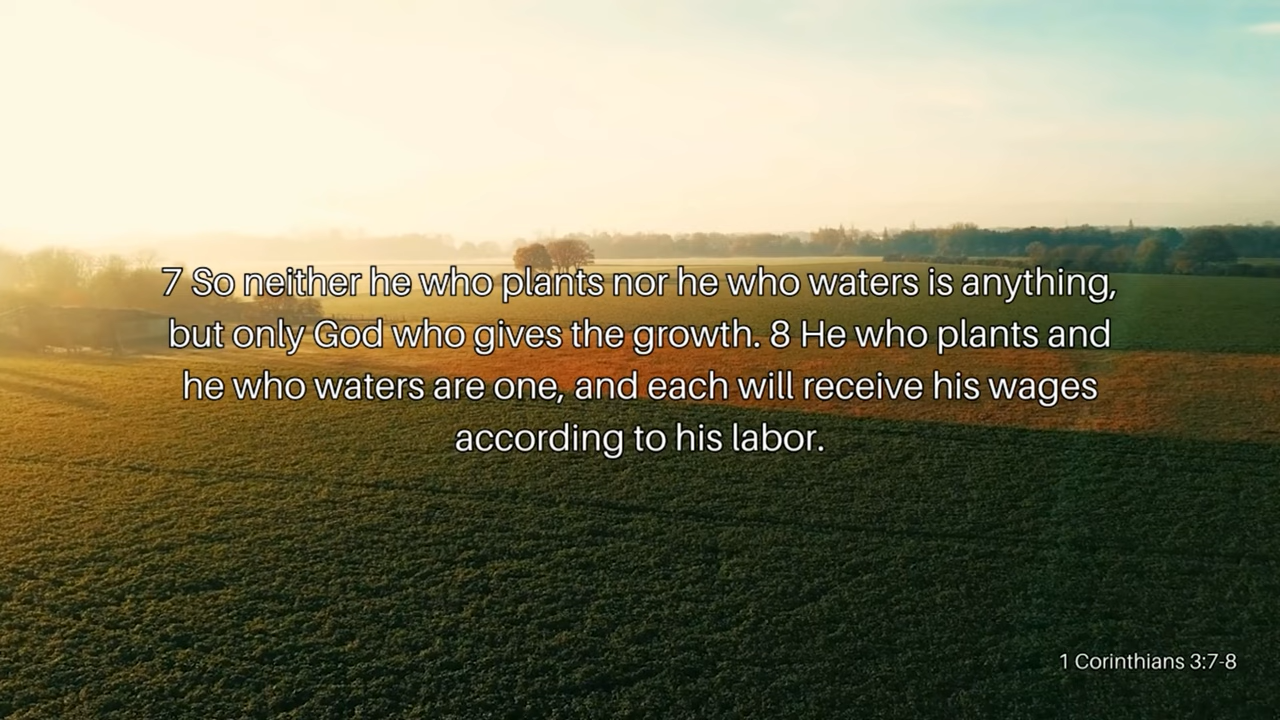 7 So neither he who plants nor he who waters is anything,
but only God who gives the growth. 8 He who plants and
he who waters are one, and each will receive his wages
according to his labor.
1 Corinthians 3:7-8